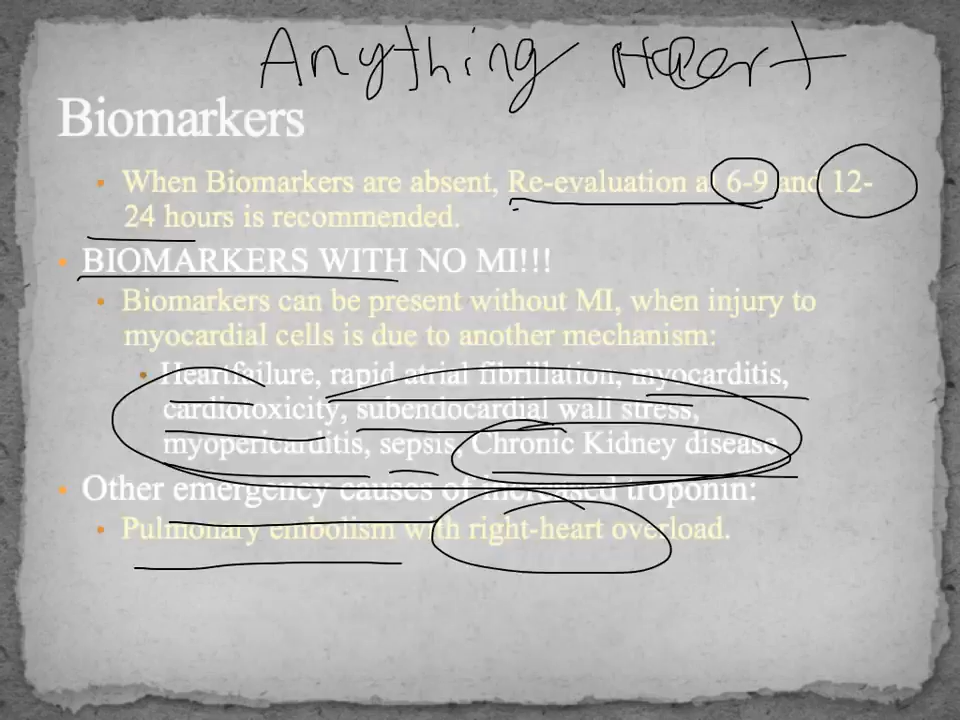 Anything Heart
Biomarkers
• When Biomarkers are absent, Re-evaluation at 6-9 and 12-
24 hours is recommended.
• BIOMARKERS WITH NO MI!!!
• Biomarkers can be present without MI, when injury to
myocardial cells is due to another mechanism:
• Heart failure, rapid atrial fibrillation, myocarditis,
cardiotoxicity, subendocardial wall stress,
myopericarditis, sepsis, Chronic Kidney disease
• Other emergency causes of increased troponin:
• Pulmonary embolism with right-heart overload.